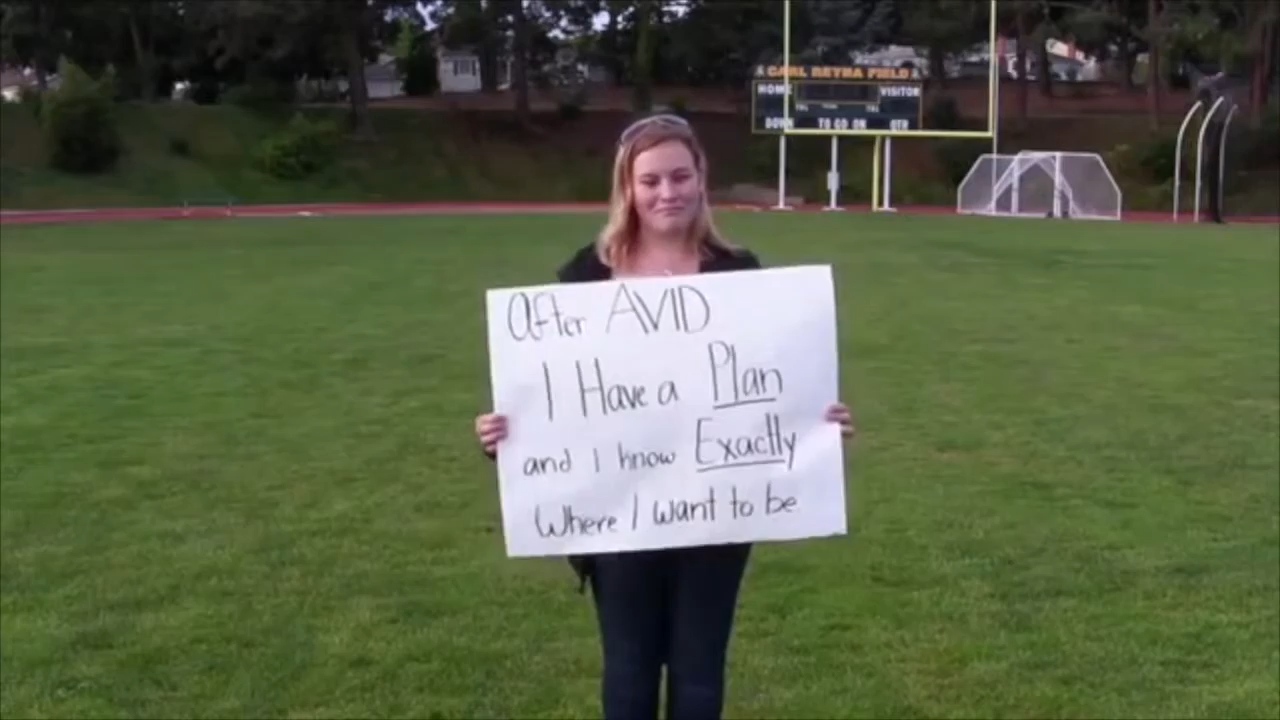 CARL REYNA FIELD
HOME VISITOR
DOWN TO GO ON QTR
After AVID
I Have a Plan
and I know Exactly
Where I want to be